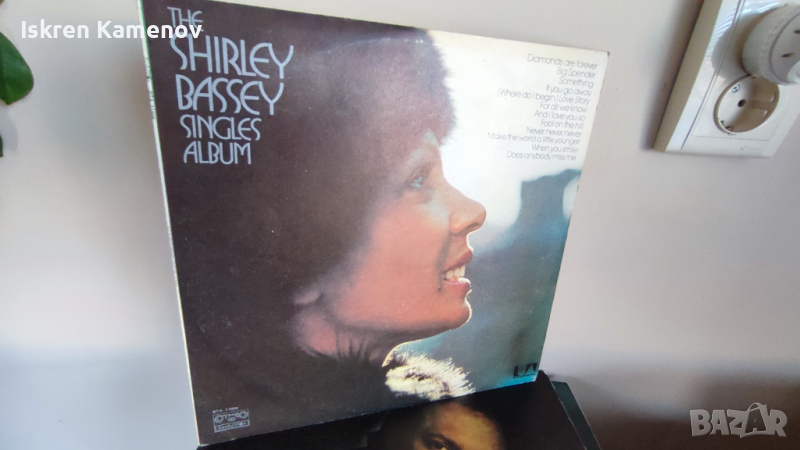 Iskren Kamenov
THE
SHIRLEY
BASSEY
SINGLES
ALBUM
Diamonds are forever
Big Spender
Something
If you go away
(Where do I begin) Love Story
For all we know
And I love you so
Fool on the hill
Never, never, never
Make the world a little younger
When you smile
Does anybody miss me
UA
BAZAR